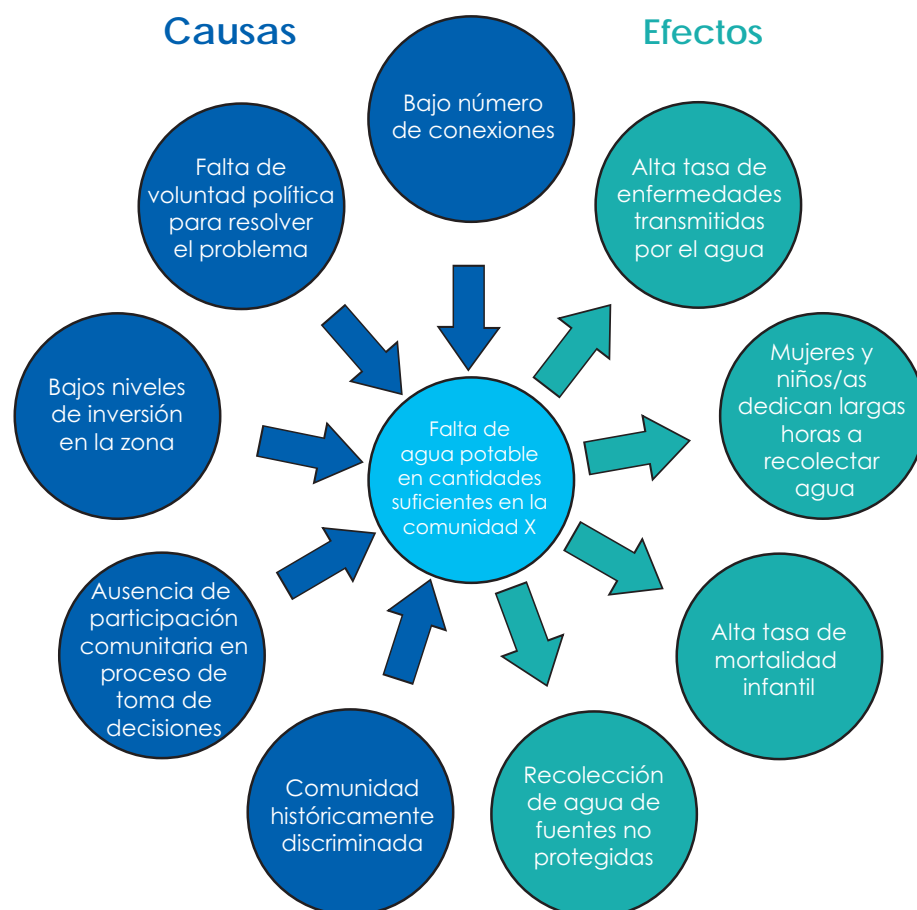 Causas
Efectos
Bajo número
de conexiones
Falta de
voluntad política
para resolver
el problema
Alta tasa de
enfermedades
transmitidas
por el agua
Bajos niveles
de inversión
en la zona
Falta de
agua potable
en cantidades
suficientes en la
comunidad X
Mujeres y
niños/as
dedican largas
horas a
recolectar
agua
Ausencia de
participación
comunitaria en
proceso de
toma de
decisiones
Alta tasa de
mortalidad
infantil
Comunidad
históricamente
discriminada
Recolección
de agua de
fuentes no
protegidas